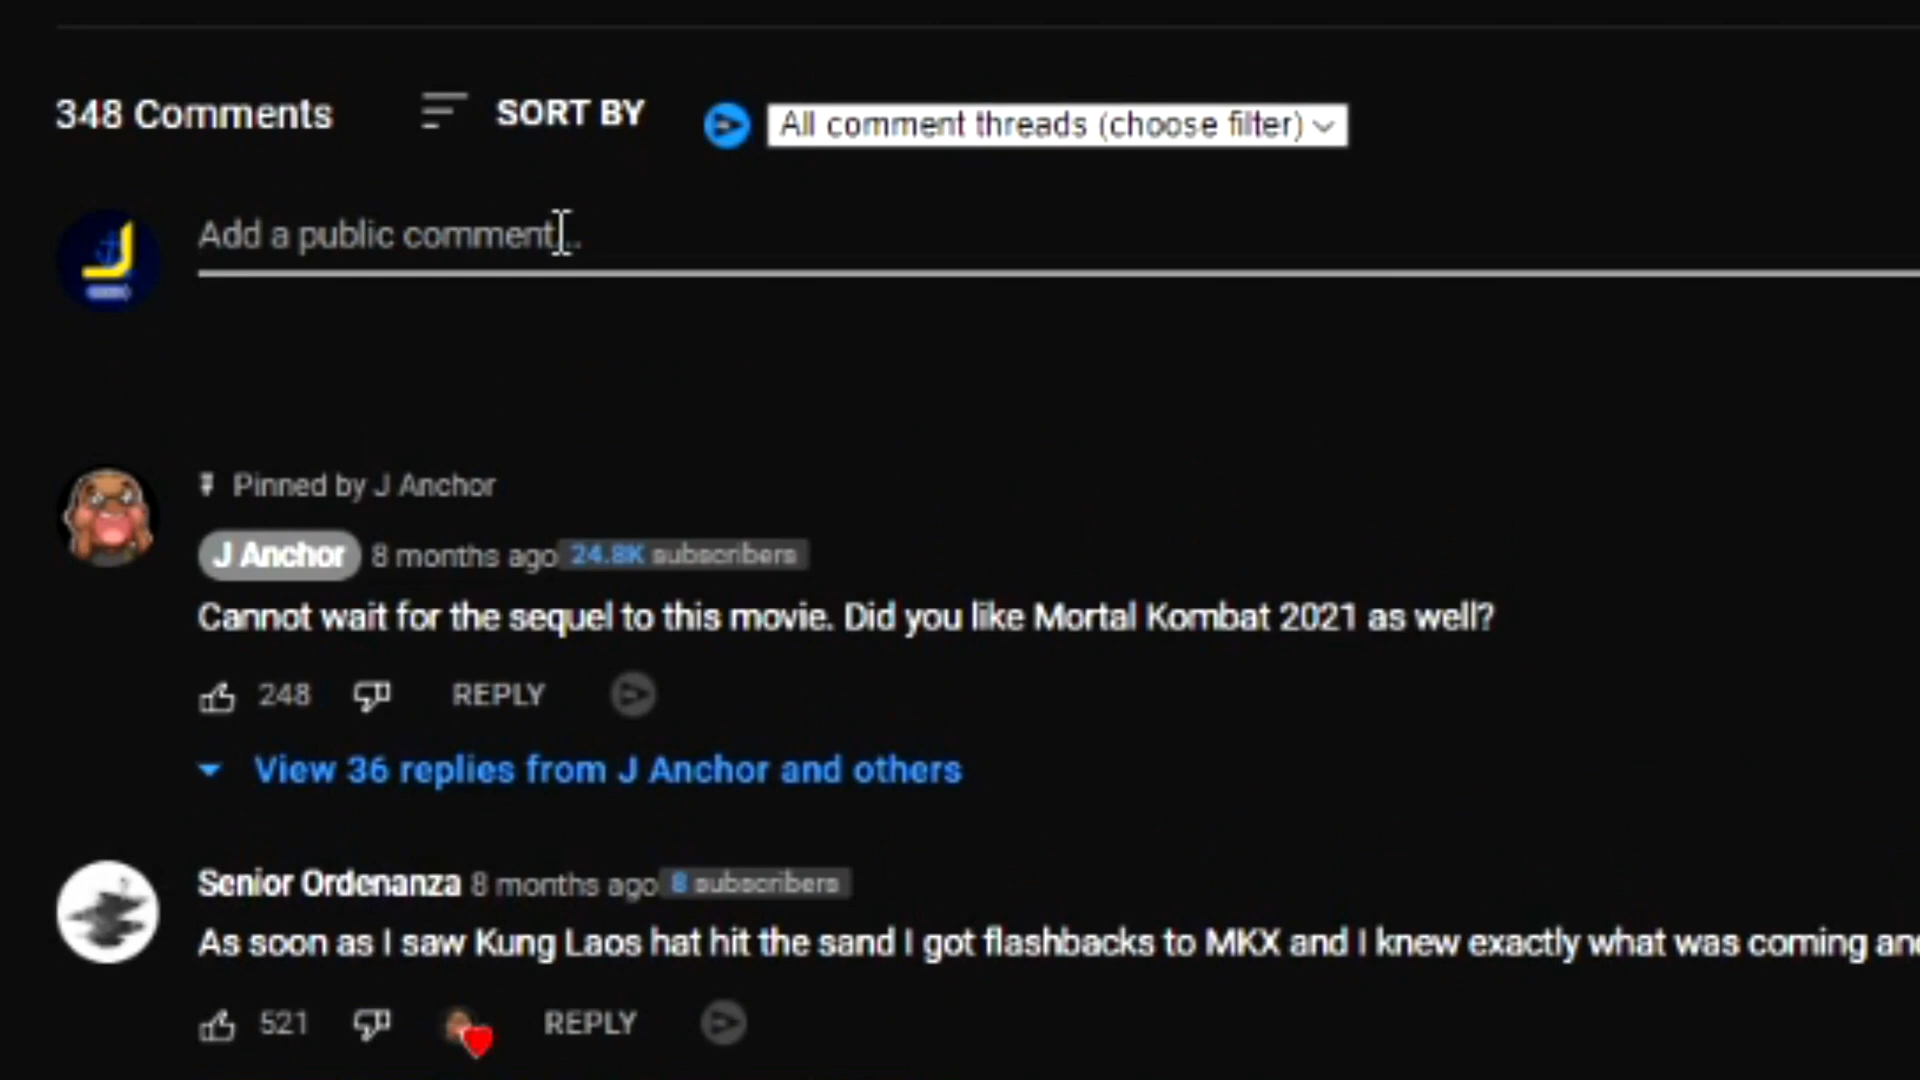 348 Comments SORT BY All comment threads (choose filter)
Add a public comment...
Pinned by J Anchor
J Anchor 8 months ago 24.8K subscribers
Cannot wait for the sequel to this movie. Did you like Mortal Kombat 2021 as well?
248 REPLY
View 36 replies from J Anchor and others
Senior Ordenanza 8 months ago 8 subscribers
As soon as I saw Kung Laos hat hit the sand I got flashbacks to MKX and I knew exactly what was coming
521 REPLY